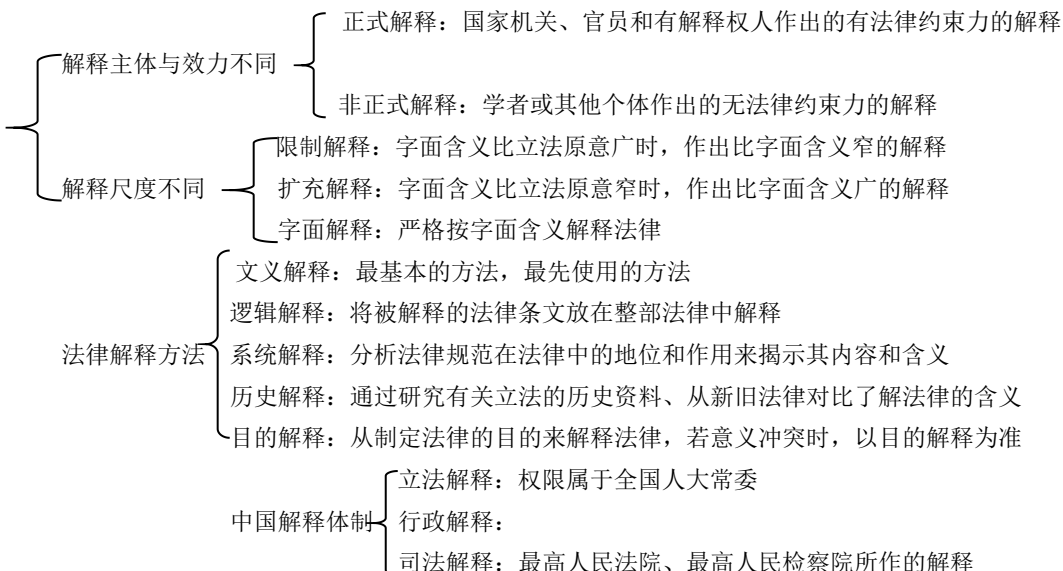 正式解释：国家机关、官员和有解释权人作出的有法律约束力的解释
解释主体与效力不同
非正式解释：学者或其他个体作出的无法律约束力的解释
限制解释：字面含义比立法原意广时，作出比字面含义窄的解释
解释尺度不同
扩充解释：字面含义比立法原意窄时，作出比字面含义广的解释
字面解释：严格按字面含义解释法律
文义解释：最基本的方法，最先使用的方法
逻辑解释：将被解释的法律条文放在整部法律中解释
法律解释方法
系统解释：分析法律规范在法律中的地位和作用来揭示其内容和含义
历史解释：通过研究有关立法的历史资料、从新旧法律对比了解法律的含义
目的解释：从制定法律的目的来解释法律，若意义冲突时，以目的解释为准
立法解释：权限属于全国人大常委
中国解释体制
行政解释：
司法解释：最高人民法院、最高人民检察院所作的解释